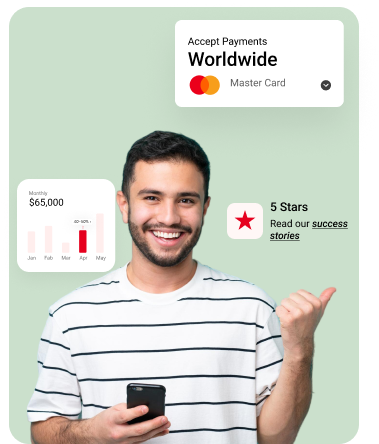 Accept Payments
Worldwide
Master Card
Monthly
$65,000
40–60%
Jan Fab Mar Apr May
5 Stars
Read our success
stories